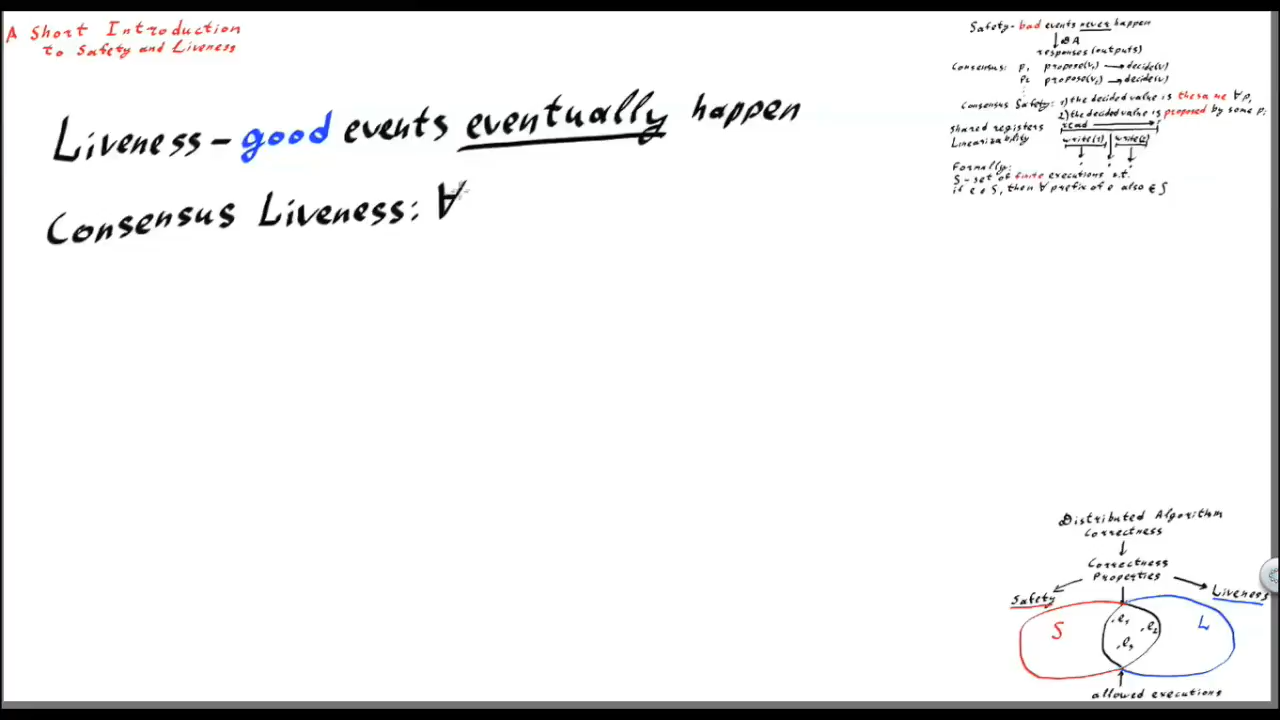 A Short Introduction
to Safety and Liveness
Liveness - good events eventually happen
Consensus Liveness: ∀
Safety - bad events never happen
DA
responses (outputs)
Consensus: P₁ propose(v₁) → decide(v)
P₂ propose(v₂) → decide(v)
Consensus Safety: 1) the decided value is the same ∀ pᵢ
2) the decided value is proposed by some pᵢ
Shared registers read
Linearizability write(1) write(2)
Formally:
S - set of finite executions s.t.
if e ∈ S, then ∀ prefix of e also ∈ S
Distributed Algorithm
Correctness
Correctness
Properties
Safety Liveness
S e₁ e₂ L
e₃
allowed executions